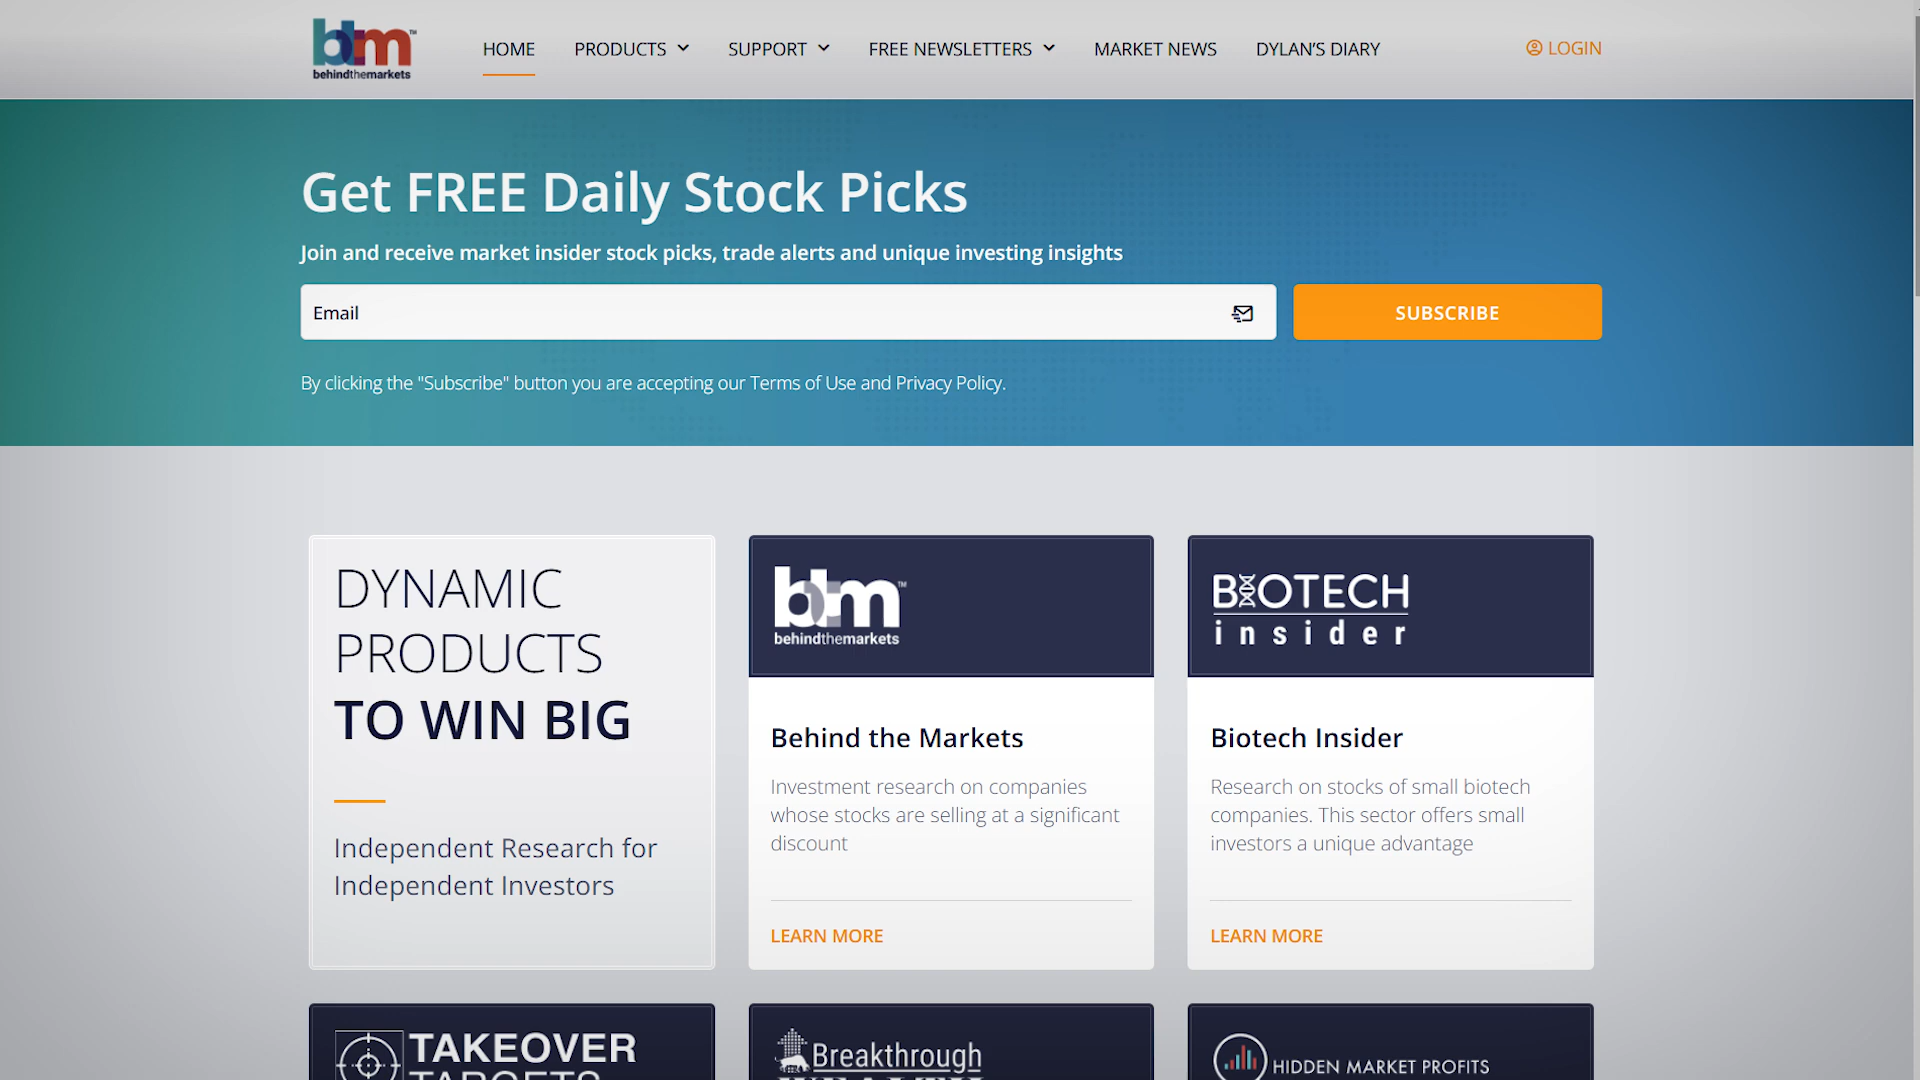 btm™
behindthemarkets
HOME
PRODUCTS
SUPPORT
FREE NEWSLETTERS
MARKET NEWS
DYLAN'S DIARY
LOGIN
Get FREE Daily Stock Picks
Join and receive market insider stock picks, trade alerts and unique investing insights
Email
SUBSCRIBE
By clicking the "Subscribe" button you are accepting our Terms of Use and Privacy Policy.
DYNAMIC
PRODUCTS
TO WIN BIG
Independent Research for
Independent Investors
btm™
behindthemarkets
Behind the Markets
Investment research on companies
whose stocks are selling at a significant
discount
LEARN MORE
BIOTECH
insider
Biotech Insider
Research on stocks of small biotech
companies. This sector offers small
investors a unique advantage
LEARN MORE
TAKEOVER
TARGETS
Breakthrough
HIDDEN MARKET PROFITS